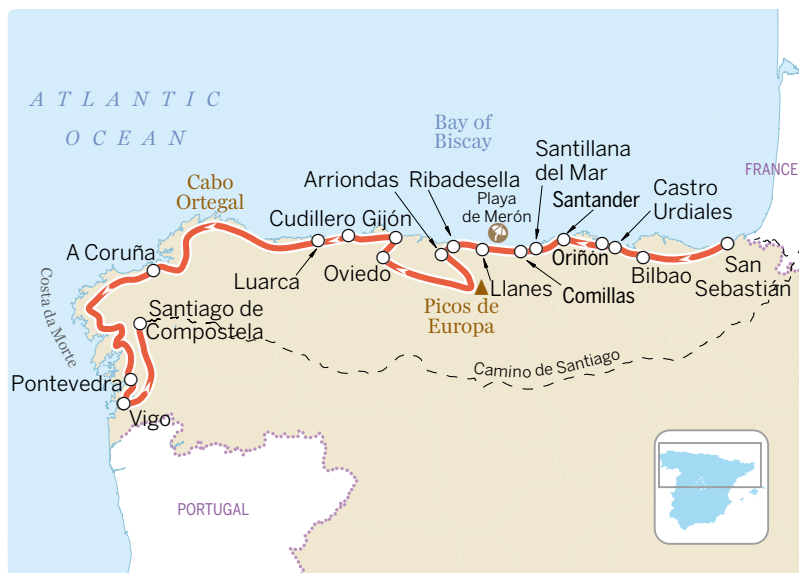 ATLANTIC
OCEAN
Bay of
Biscay
FRANCE
Cabo
Ortegal
Arriondas
Ribadesella
Playa
de Merón
Santillana
del Mar
Santander
Castro
Urdiales
Cudillero
Gijón
A Coruña
Luarca
Oviedo
Oriñón
Bilbao
San
Sebastián
Llanes
Comillas
Picos de
Europa
Costa da Morte
Santiago de
Compostela
Camino de Santiago
Pontevedra
Vigo
PORTUGAL